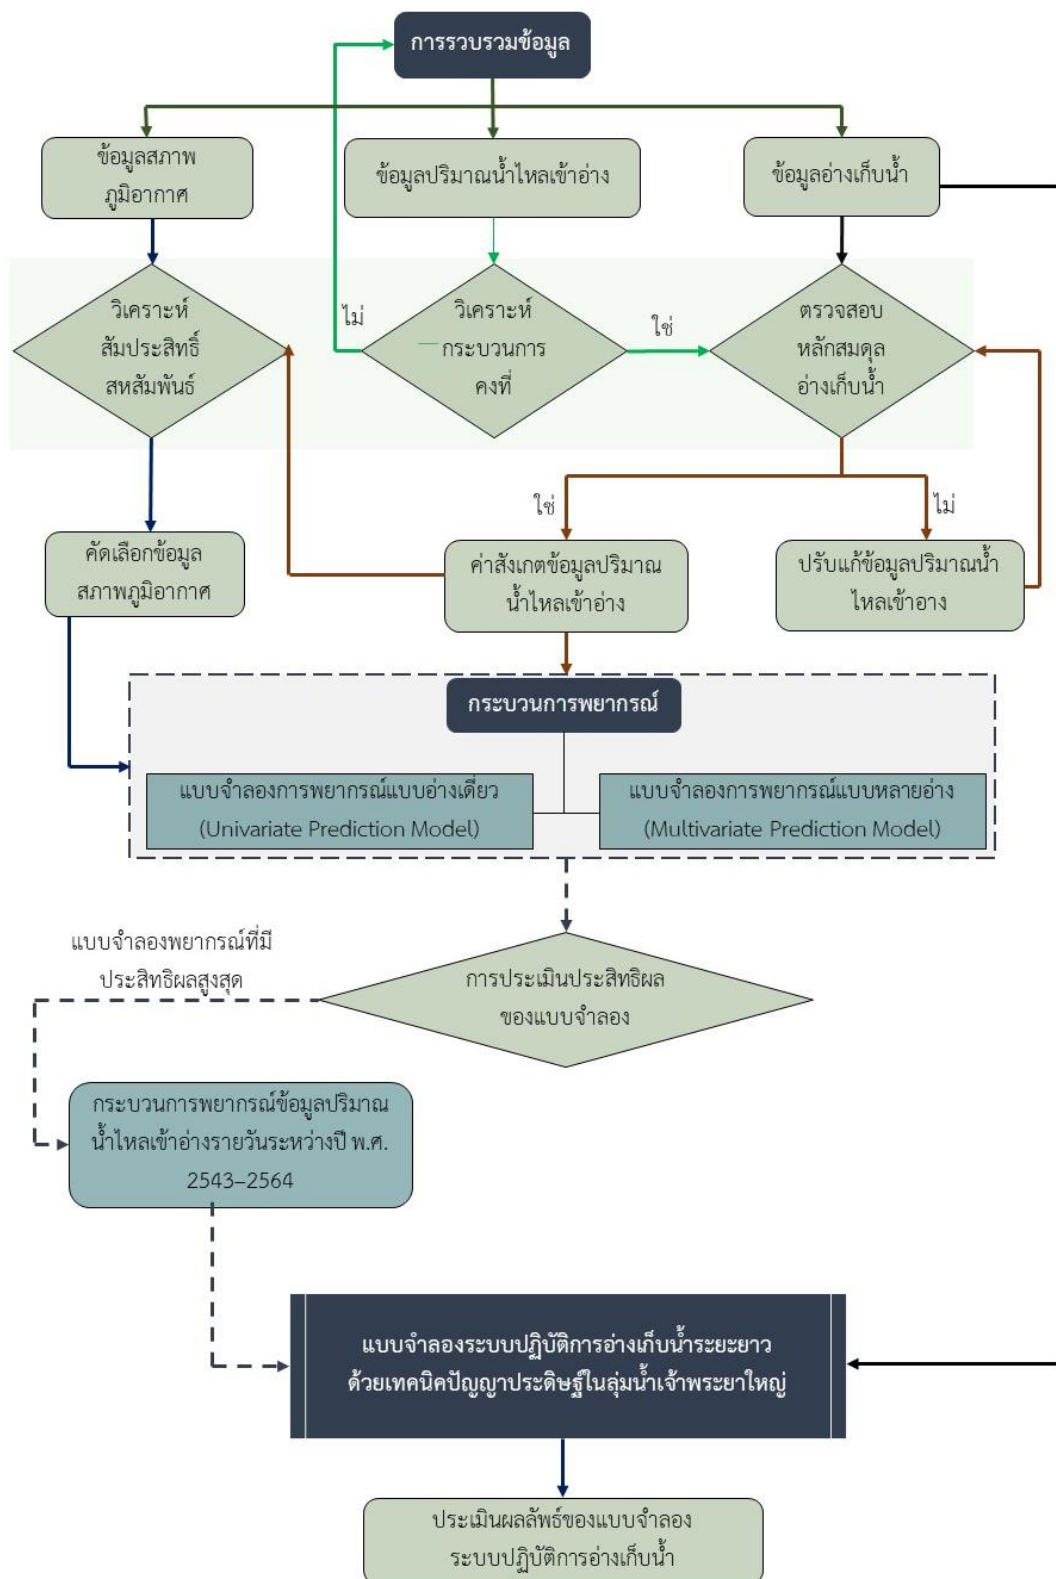 การรวบรวมข้อมูล
ข้อมูลสภาพ
ภูมิอากาศ
ข้อมูลปริมาณน้ำไหลเข้าอ่าง
ข้อมูลอ่างเก็บน้ำ
วิเคราะห์
สัมประสิทธิ์
สหสัมพันธ์
ไม่
วิเคราะห์
กระบวนการ
คงที่
ใช่
ตรวจสอบ
หลักสมดุล
อ่างเก็บน้ำ
ใช่
ไม่
คัดเลือกข้อมูล
สภาพภูมิอากาศ
ค่าสังเกตข้อมูลปริมาณ
น้ำไหลเข้าอ่าง
ปรับแก้ข้อมูลปริมาณน้ำ
ไหลเข้าอาง
กระบวนการพยากรณ์
แบบจำลองการพยากรณ์แบบอ่างเดี่ยว
(Univariate Prediction Model)
แบบจำลองการพยากรณ์แบบหลายอ่าง
(Multivariate Prediction Model)
แบบจำลองพยากรณ์ที่มี
ประสิทธิผลสูงสุด
การประเมินประสิทธิผล
ของแบบจำลอง
กระบวนการพยากรณ์ข้อมูลปริมาณ
น้ำไหลเข้าอ่างรายวันระหว่างปี พ.ศ.
2543–2564
แบบจำลองระบบปฏิบัติการอ่างเก็บน้ำระยะยาว
ด้วยเทคนิคปัญญาประดิษฐ์ในลุ่มน้ำเจ้าพระยาใหญ่
ประเมินผลลัพธ์ของแบบจำลอง
ระบบปฏิบัติการอ่างเก็บน้ำ